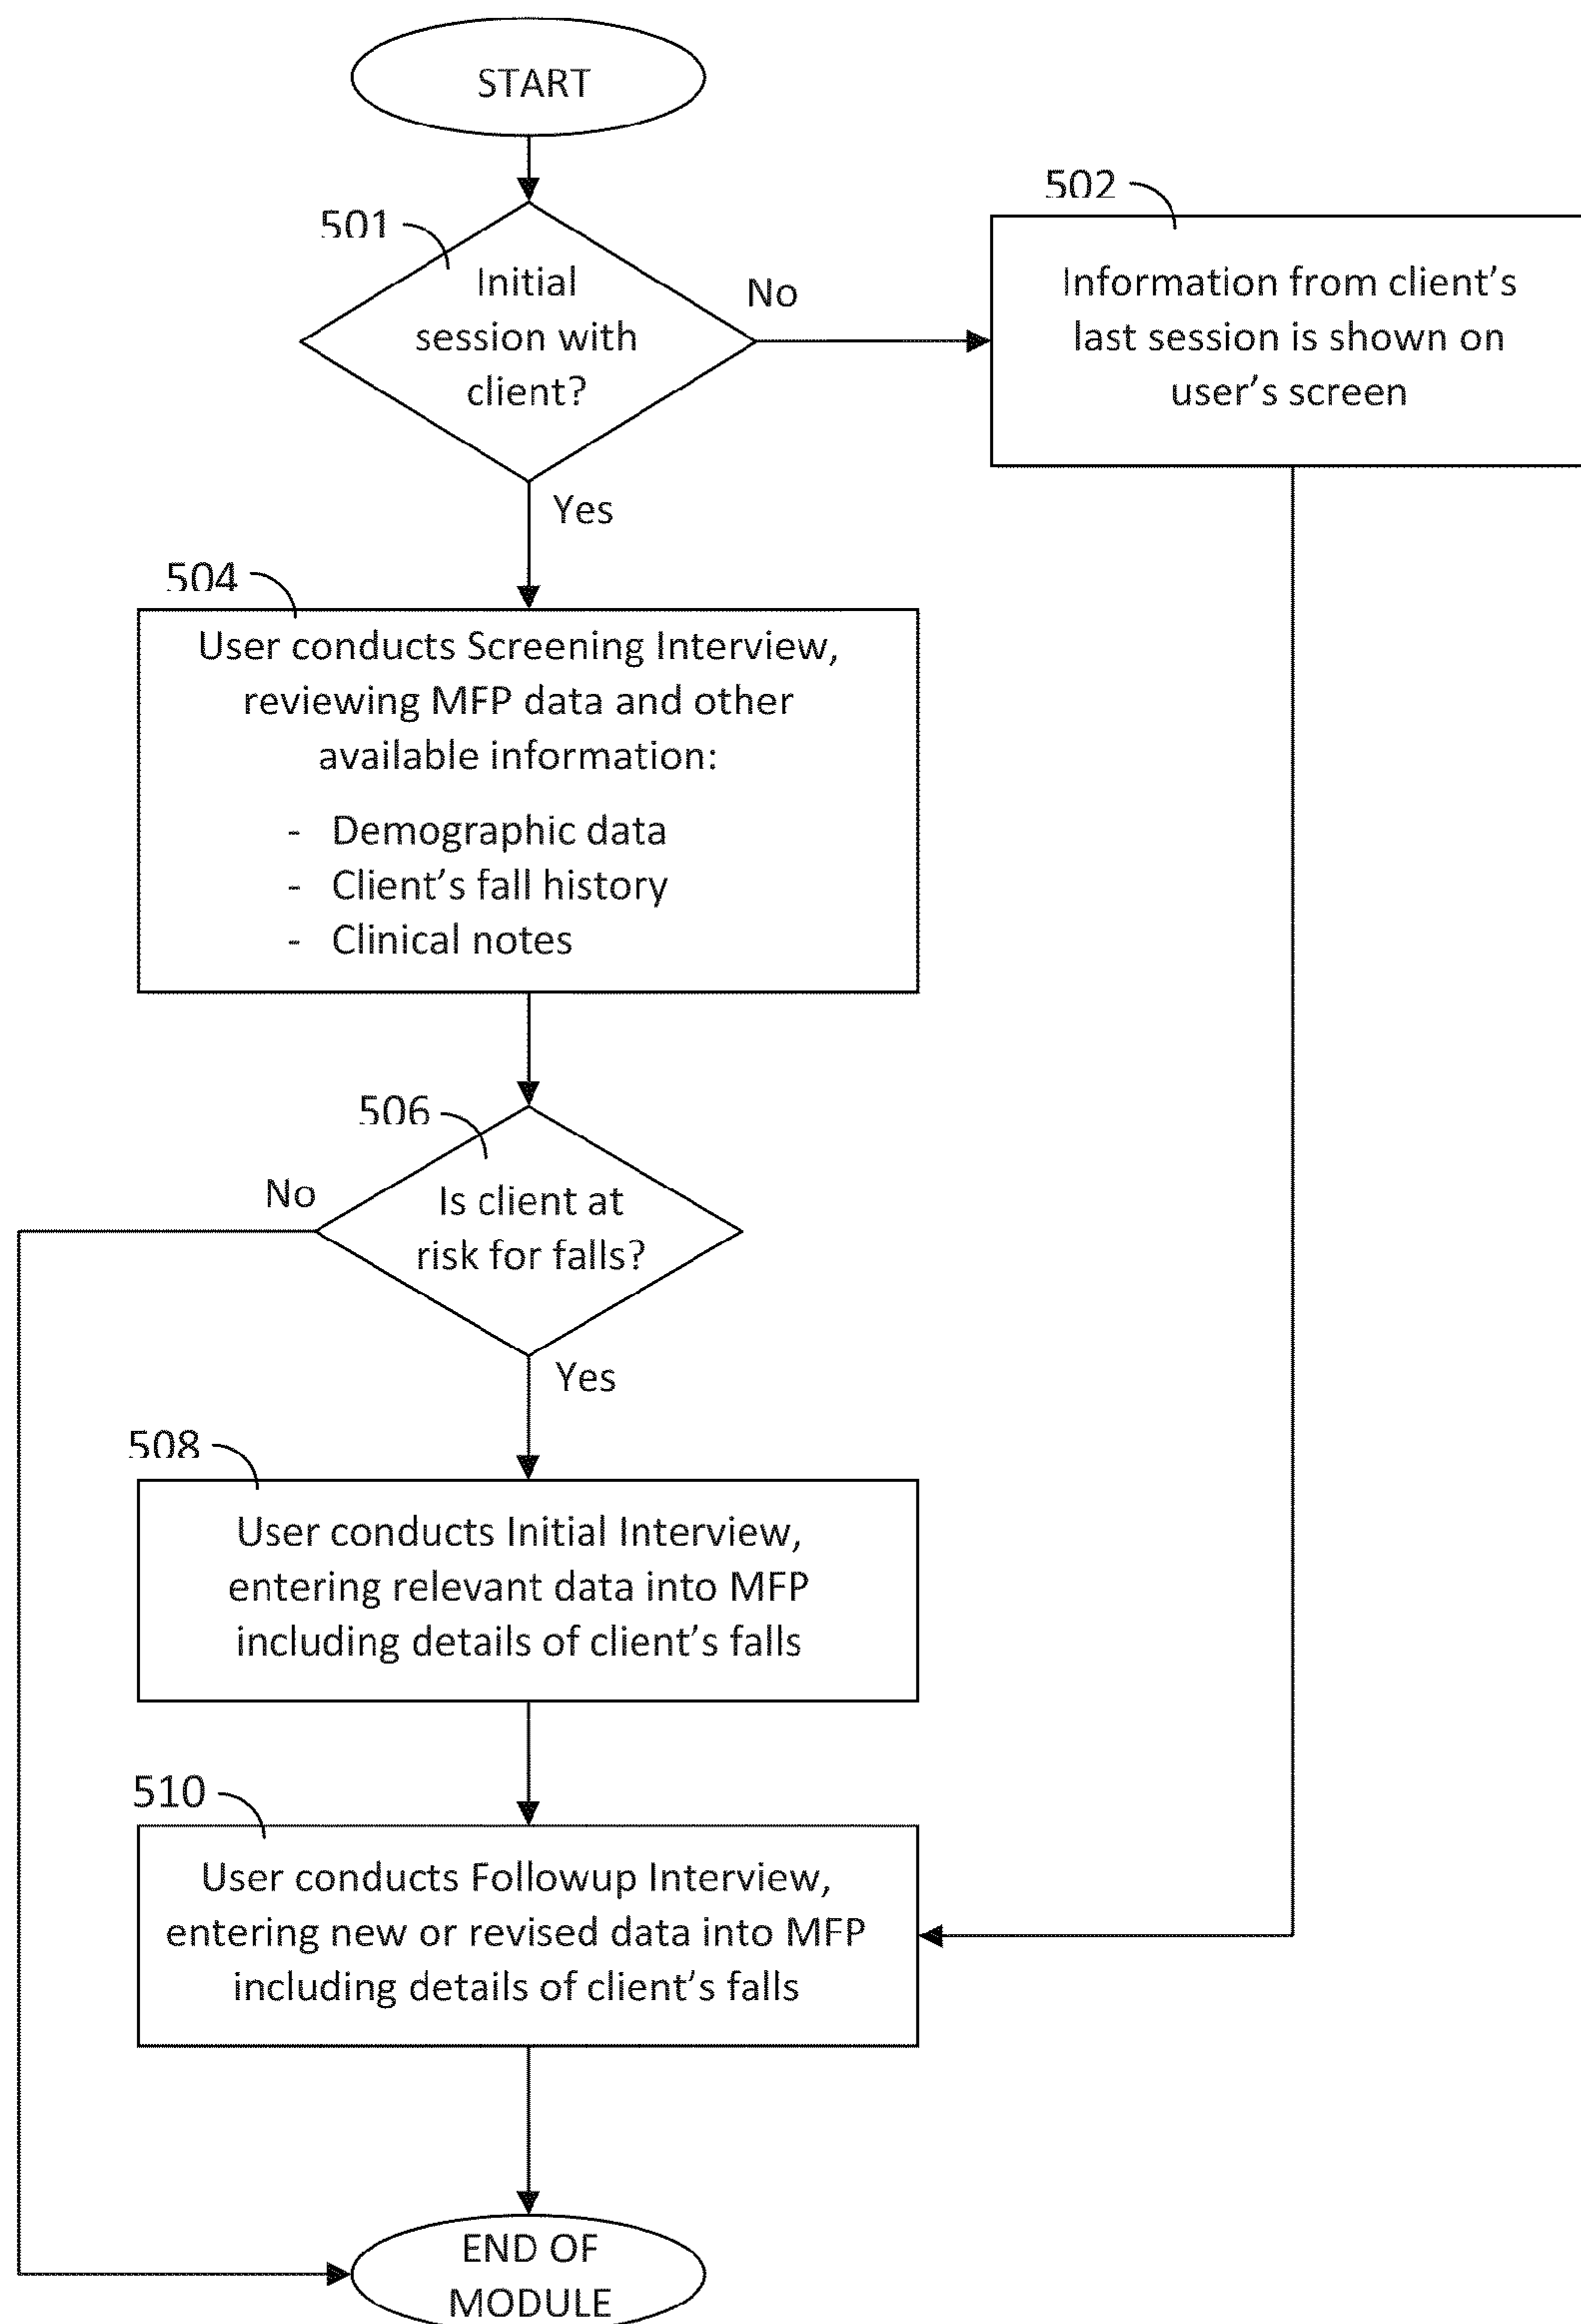 START
501
Initial
session with
client?
No
502
Information from client's
last session is shown on
user's screen
Yes
504
User conducts Screening Interview,
reviewing MFP data and other
available information:
- Demographic data
- Client's fall history
- Clinical notes
506
Is client at
risk for falls?
No
Yes
508
User conducts Initial Interview,
entering relevant data into MFP
including details of client's falls
510
User conducts Followup Interview,
entering new or revised data into MFP
including details of client's falls
END OF
MODULE